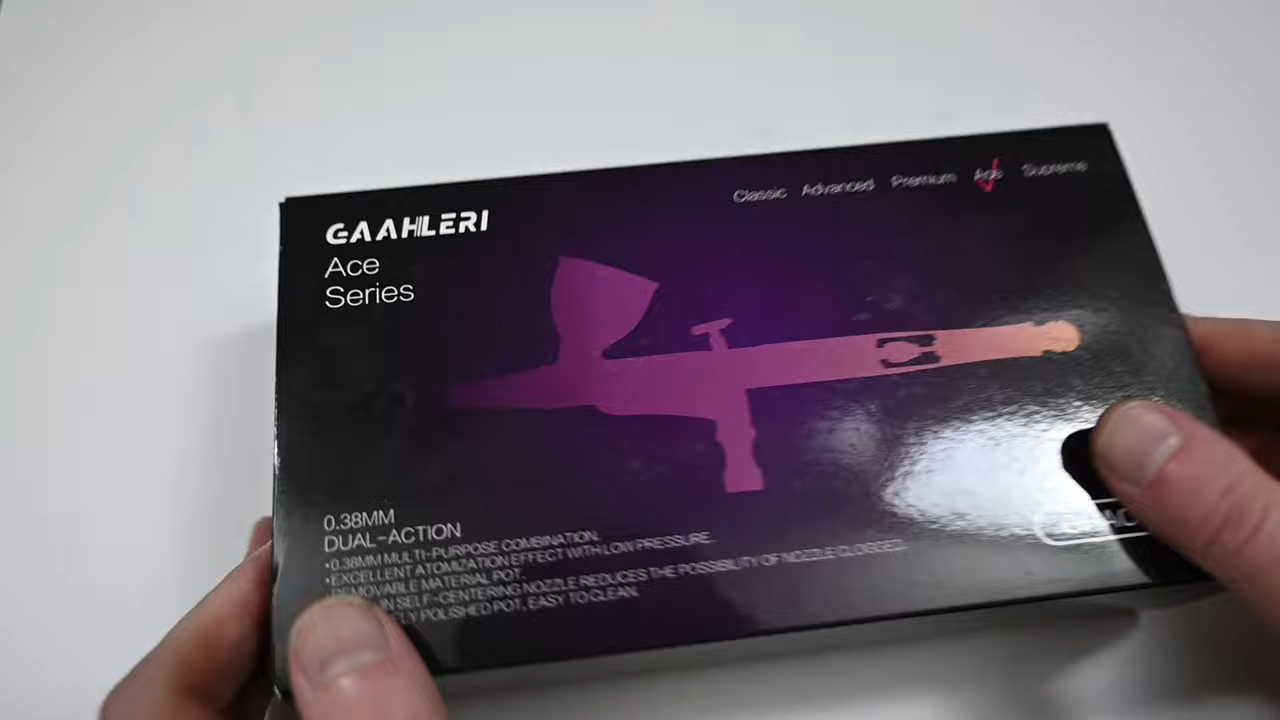 Classic Advanced Premium Ace Supreme
GAAHLERI
Ace
Series
0.38MM
DUAL-ACTION
•0.38MM MULTI-PURPOSE COMBINATION.
•EXCELLENT ATOMIZATION EFFECT WITH LOW PRESSURE.
•REMOVABLE MATERIAL POT.
IN SELF-CENTERING NOZZLE REDUCES THE POSSIBILITY OF NOZZLE CLOGGED.
POLISHED POT, EASY TO CLEAN.